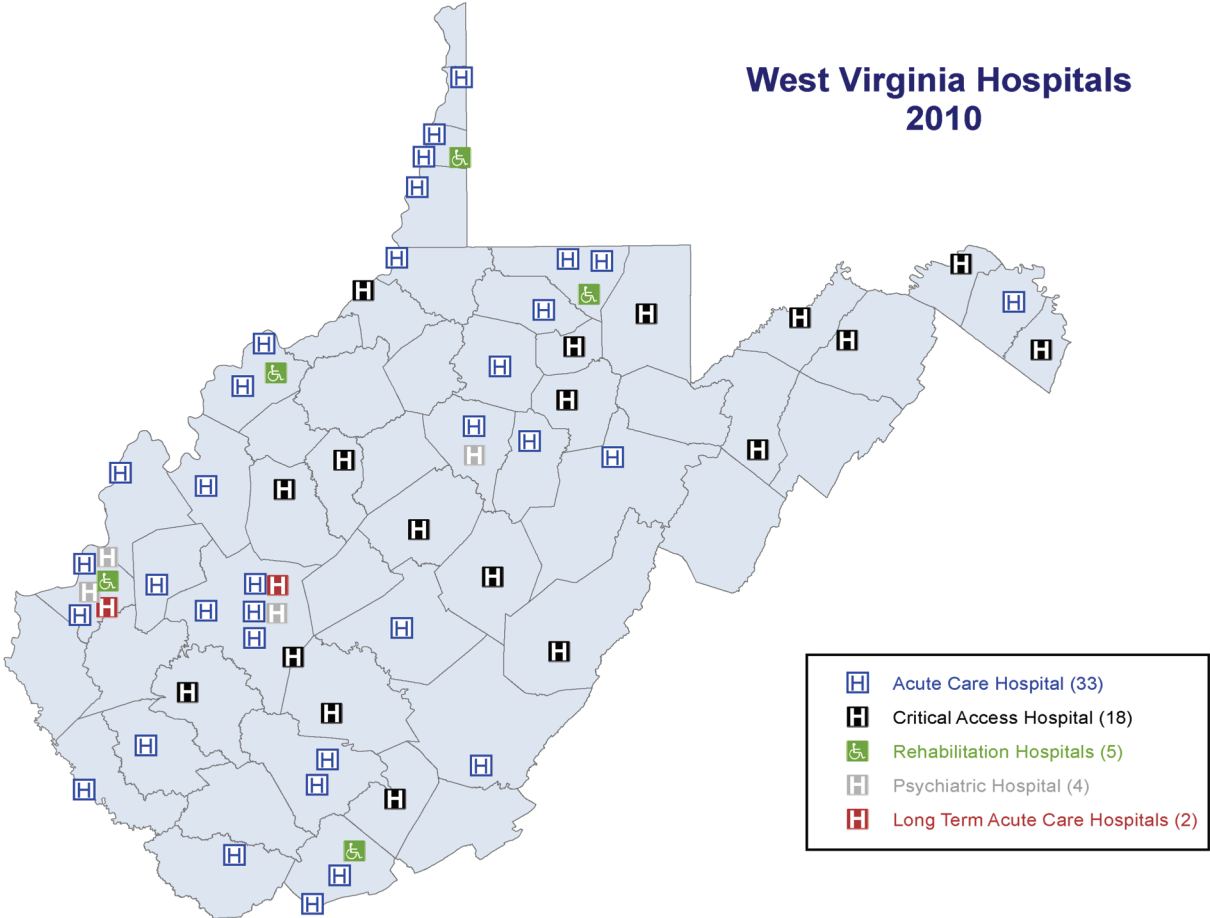 West Virginia Hospitals
2010
Acute Care Hospital (33)
Critical Access Hospital (18)
Rehabilitation Hospitals (5)
Psychiatric Hospital (4)
Long Term Acute Care Hospitals (2)